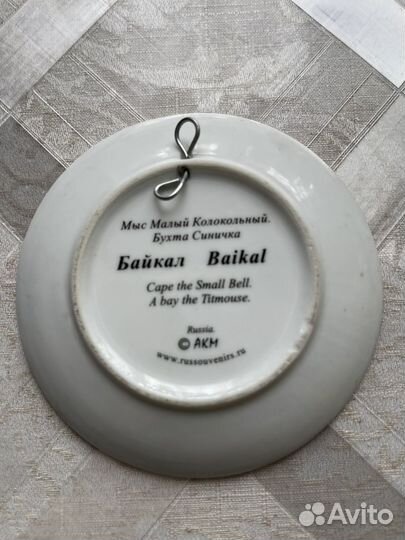 Мыс Малый Колокольный.
Бухта Синичка
Байкал Baikal
Cape the Small Bell.
A bay the Titmouse.
Russia.
© АКМ
www.russouvenirs.ru
Avito